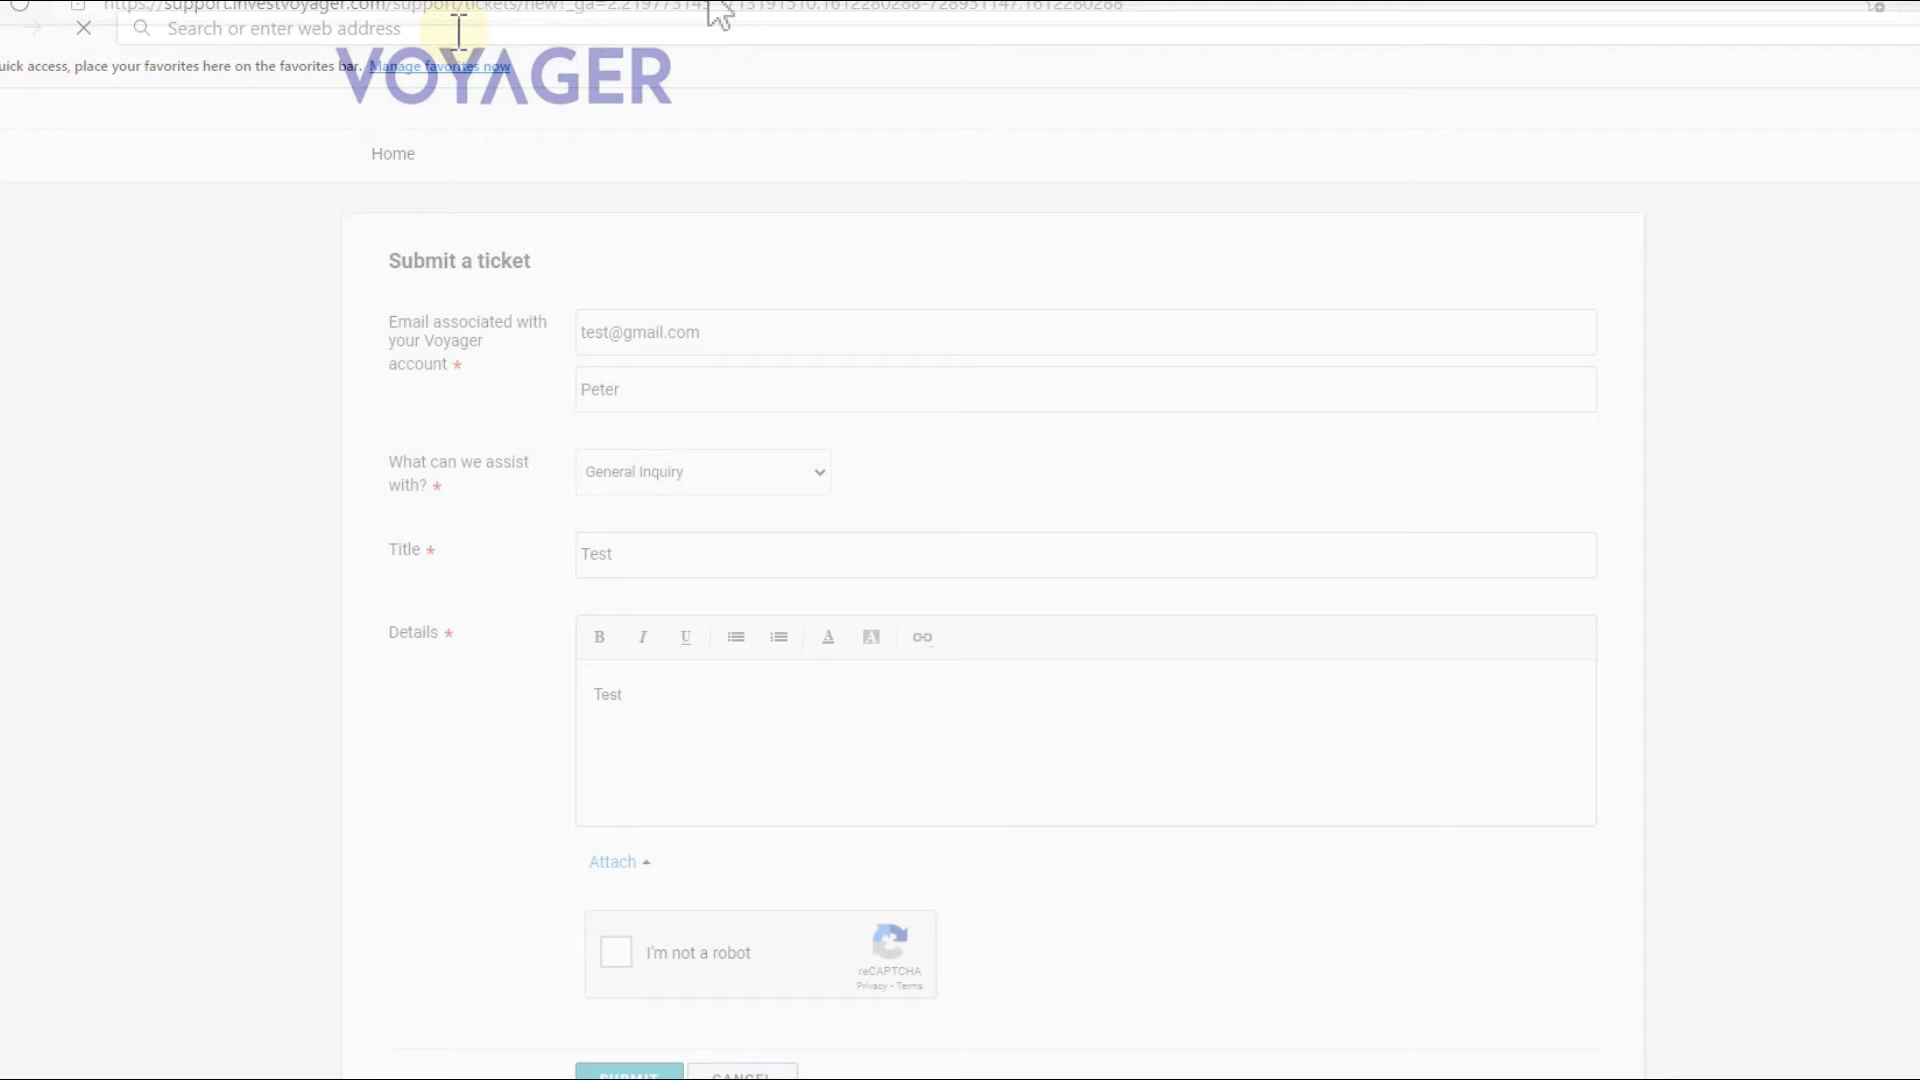 https://support.investvoyager.com/support/tickets/new?_ga=2.2197731 13191510.1612280288-728951147.1612280288
Search or enter web address
uick access, place your favorites here on the favorites bar. Manage favorites now
VOYAGER
Home
Submit a ticket
Email associated with
your Voyager
account *
test@gmail.com
Peter
What can we assist
with? *
General Inquiry
Title *
Test
Details *
B I U A A
Test
Attach
I'm not a robot
reCAPTCHA
Privacy - Terms
SUBMIT CANCEL